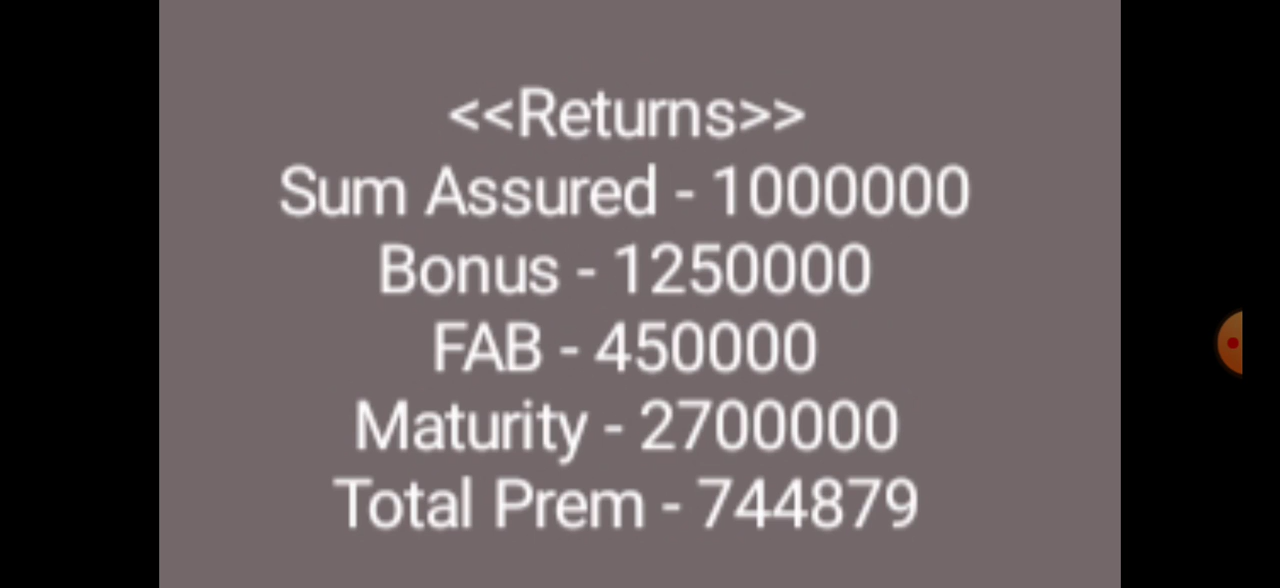 <<Returns>>
Sum Assured - 1000000
Bonus - 1250000
FAB - 450000
Maturity - 2700000
Total Prem - 744879